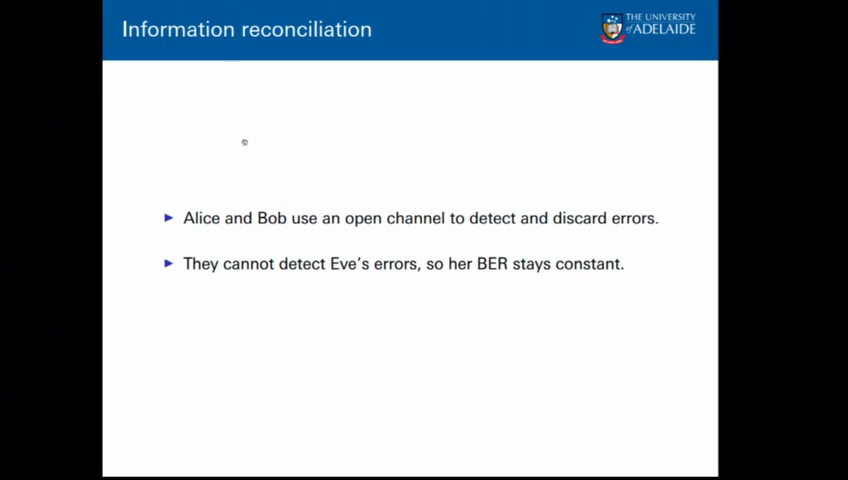 Information reconciliation
THE UNIVERSITY
of ADELAIDE
▶ Alice and Bob use an open channel to detect and discard errors.
▶ They cannot detect Eve's errors, so her BER stays constant.